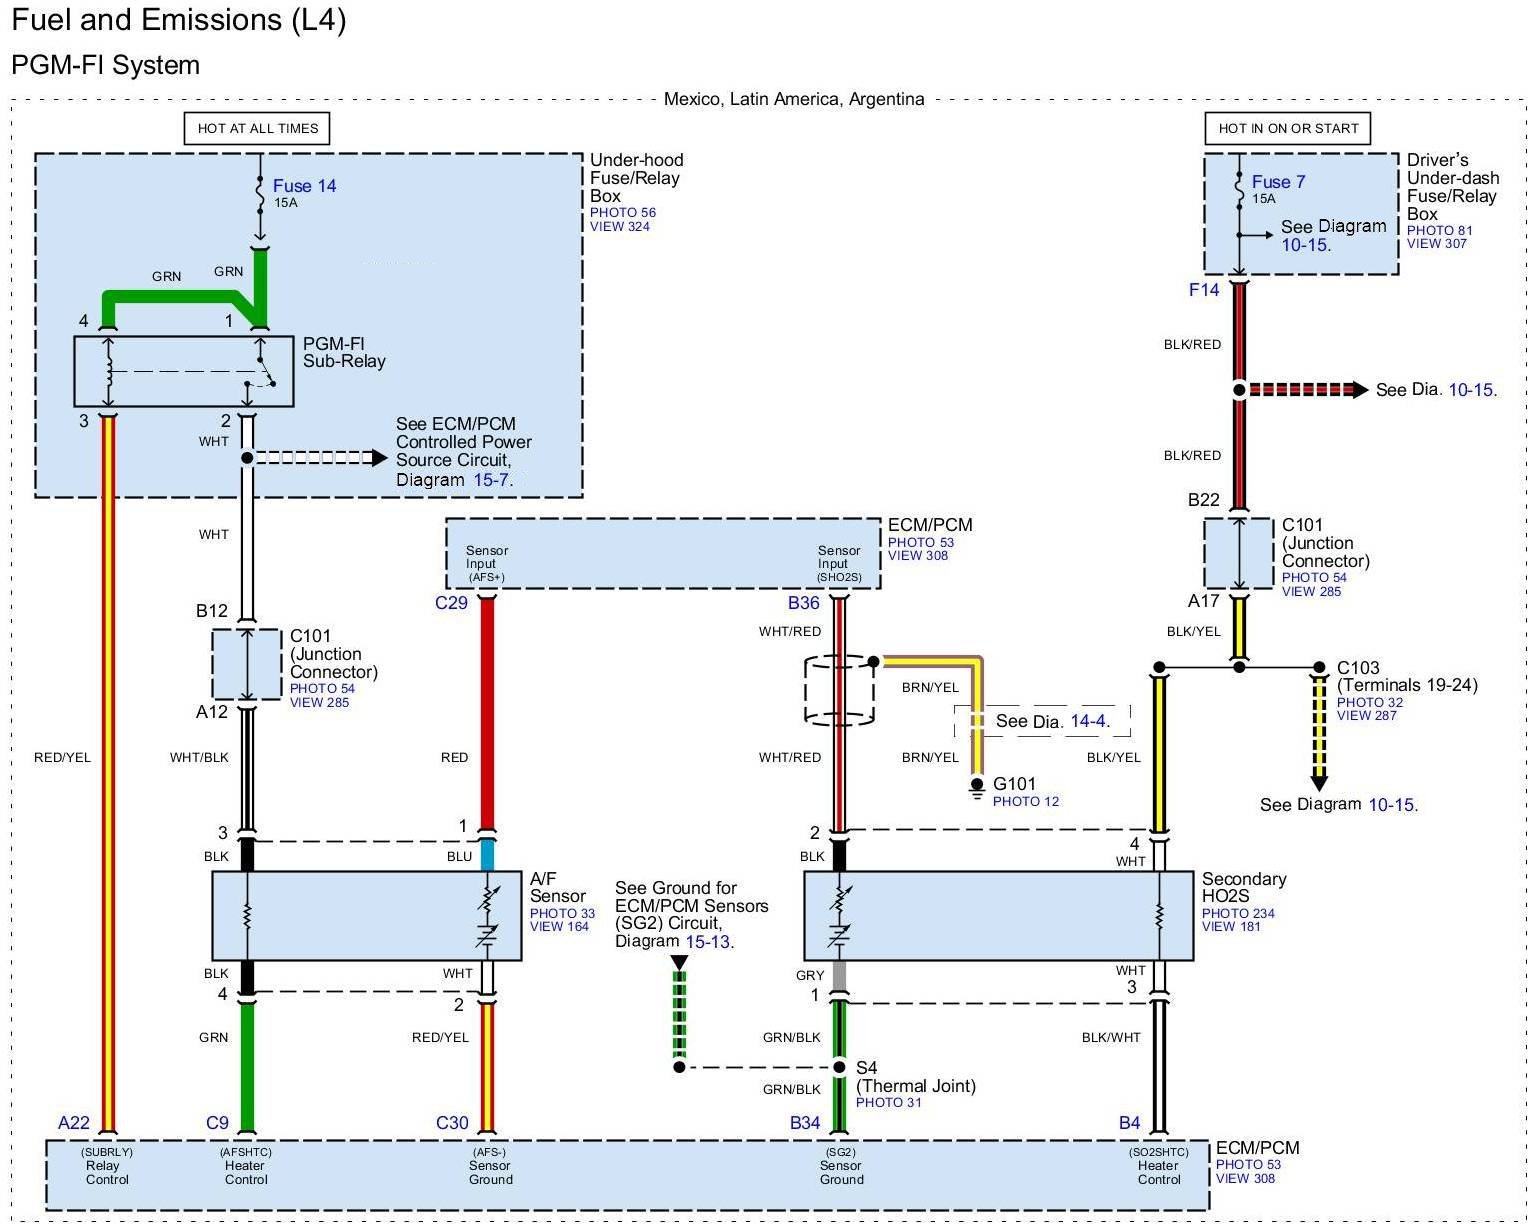 Fuel and Emissions (L4)
PGM-FI System
Mexico, Latin America, Argentina
HOT AT ALL TIMES
HOT IN ON OR START
Fuse 14
15A
Under-hood
Fuse/Relay
Box
PHOTO 56
VIEW 324
Fuse 7
15A
See Diagram
10-15.
Driver's
Under-dash
Fuse/Relay
Box
PHOTO 81
VIEW 307
GRN
GRN
4
1
PGM-FI
Sub-Relay
3
2
WHT
See ECM/PCM
Controlled Power
Source Circuit,
Diagram 15-7.
F14
BLK/RED
See Dia. 10-15.
BLK/RED
B22
WHT
ECM/PCM
PHOTO 53
VIEW 308
Sensor
Input
(AFS+)
Sensor
Input
(SHO2S)
C101
(Junction
Connector)
PHOTO 54
VIEW 285
B12
C101
(Junction
Connector)
PHOTO 54
VIEW 285
A12
C29
B36
A17
WHT/RED
BLK/YEL
C103
(Terminals 19-24)
PHOTO 32
VIEW 287
BRN/YEL
See Dia. 14-4.
RED/YEL
WHT/BLK
RED
WHT/RED
BRN/YEL
BLK/YEL
G101
PHOTO 12
See Diagram 10-15.
3
1
2
4
BLK
BLU
BLK
WHT
A/F
Sensor
PHOTO 33
VIEW 164
See Ground for
ECM/PCM Sensors
(SG2) Circuit,
Diagram 15-13.
Secondary
HO2S
PHOTO 234
VIEW 181
BLK
WHT
GRY
WHT
4
2
1
3
GRN
RED/YEL
GRN/BLK
BLK/WHT
S4
(Thermal Joint)
PHOTO 31
GRN/BLK
A22
C9
C30
B34
B4
(SUBRLY)
Relay
Control
(AFSHTC)
Heater
Control
(AFS-)
Sensor
Ground
(SG2)
Sensor
Ground
(SO2SHTC)
Heater
Control
ECM/PCM
PHOTO 53
VIEW 308